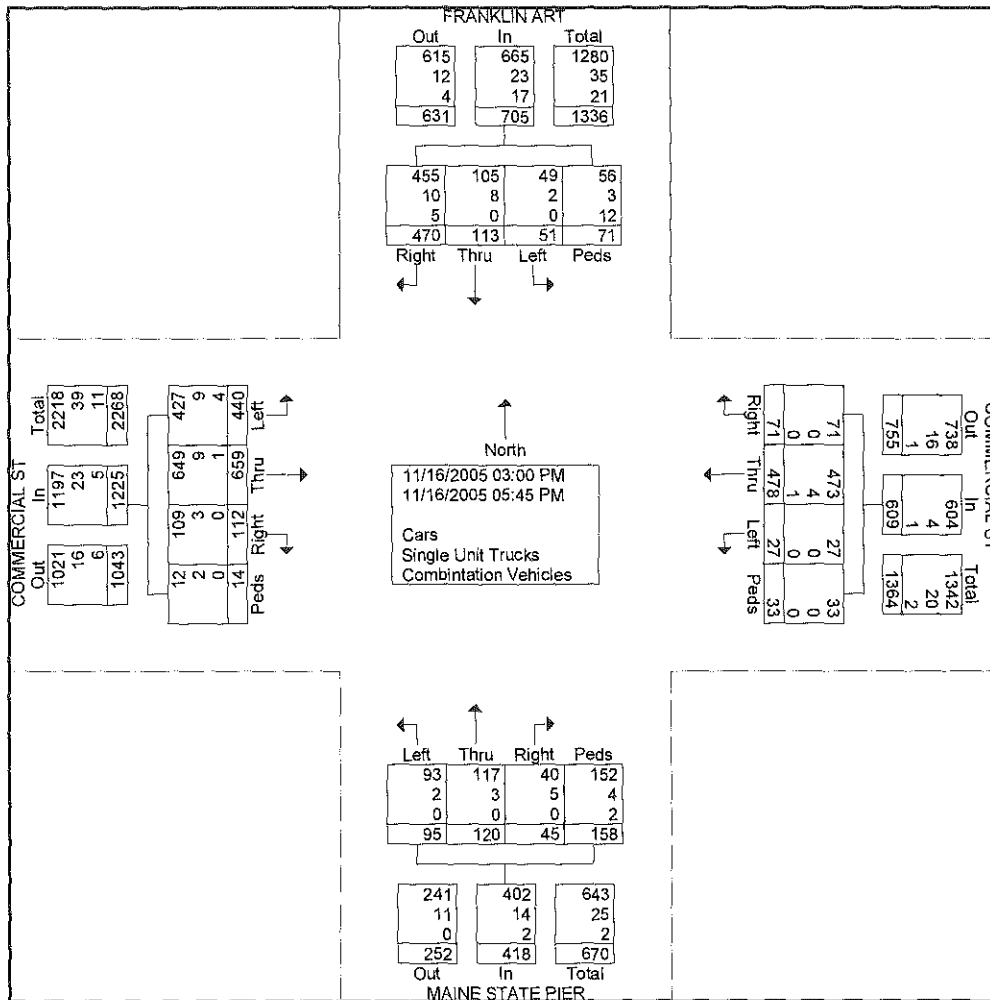 FRANKLIN ART
Out In Total
615 665 1280
12 23 35
4 17 21
631 705 1336
455 105 49 56
10 8 2 3
5 0 0 12
470 113 51 71
Right Thru Left Peds
COMMERCIAL ST
Total In Out
2218 1197 1021
39 23 16
11 5 6
2268 1225 1043
427 649 109 12
9 9 3 2
4 1 0 0
440 659 112 14
Left Thru Right Peds
North
11/16/2005 03:00 PM
11/16/2005 05:45 PM
Cars
Single Unit Trucks
Combintation Vehicles
Right Thru Left Peds
71 478 27 33
0 1 0 0
0 4 0 0
71 473 27 33
755 609 1364
1 1 2
16 4 20
738 604 1342
Out In Total
COMMERCIAL ST
Left Thru Right Peds
93 117 40 152
2 3 5 4
0 0 0 2
95 120 45 158
241 402 643
11 14 25
0 2 2
252 418 670
Out In Total
MAINE STATE PIER